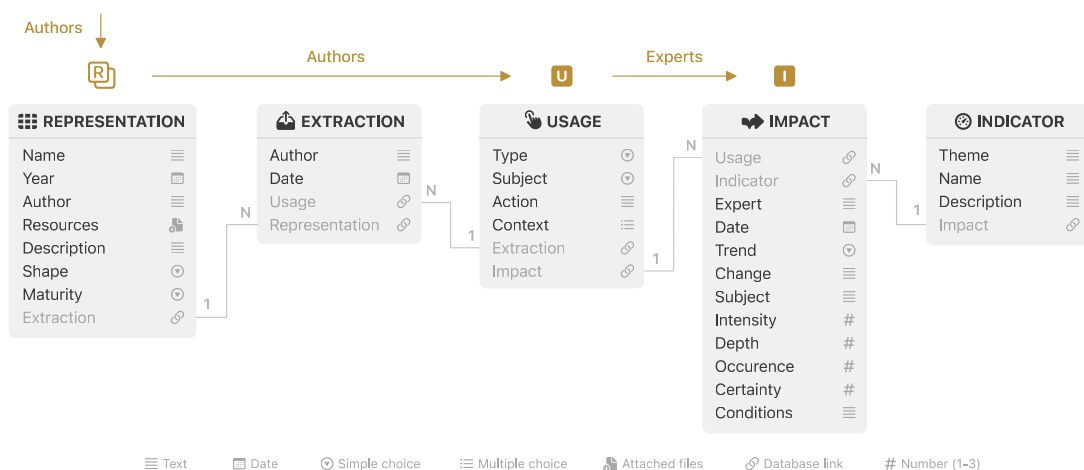 Authors
R
Authors
U
Experts
I
REPRESENTATION
Name
Year
Author
Resources
Description
Shape
Maturity
Extraction
1
N
EXTRACTION
Author
Date
Usage
Representation
N
1
USAGE
Type
Subject
Action
Context
Extraction
Impact
1
N
IMPACT
Usage
Indicator
Expert
Date
Trend
Change
Subject
Intensity
#
Depth
#
Occurence
#
Certainty
#
Conditions
N
1
INDICATOR
Theme
Name
Description
Impact
Text
Date
Simple choice
Multiple choice
Attached files
Database link
# Number (1-3)